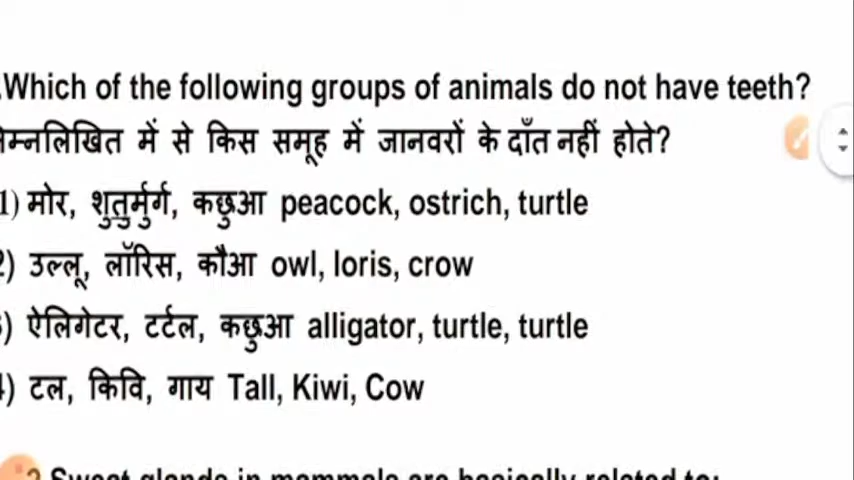 .Which of the following groups of animals do not have teeth?
निम्नलिखित में से किस समूह में जानवरों के दाँत नहीं होते?
1) मोर, शुतुर्मुर्ग, कछुआ peacock, ostrich, turtle
2) उल्लू, लॉरिस, कौआ owl, loris, crow
3) ऐलिगेटर, टर्टल, कछुआ alligator, turtle, turtle
4) टल, किवि, गाय Tall, Kiwi, Cow
2 Sweat glands in mammals are basically related to: